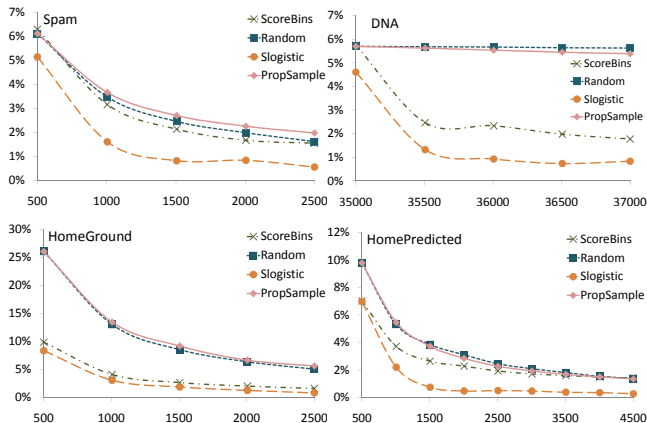 Spam
7%
6%
5%
4%
3%
2%
1%
0%
500 1000 1500 2000 2500
ScoreBins
Random
Slogistic
PropSample
DNA
7%
6%
5%
4%
3%
2%
1%
0%
35000 35500 36000 36500 37000
ScoreBins
Random
Slogistic
PropSample
HomeGround
30%
25%
20%
15%
10%
5%
0%
500 1000 1500 2000 2500
ScoreBins
Random
Slogistic
PropSample
HomePredicted
12%
10%
8%
6%
4%
2%
0%
500 1500 2500 3500 4500
ScoreBins
Random
Slogistic
PropSample